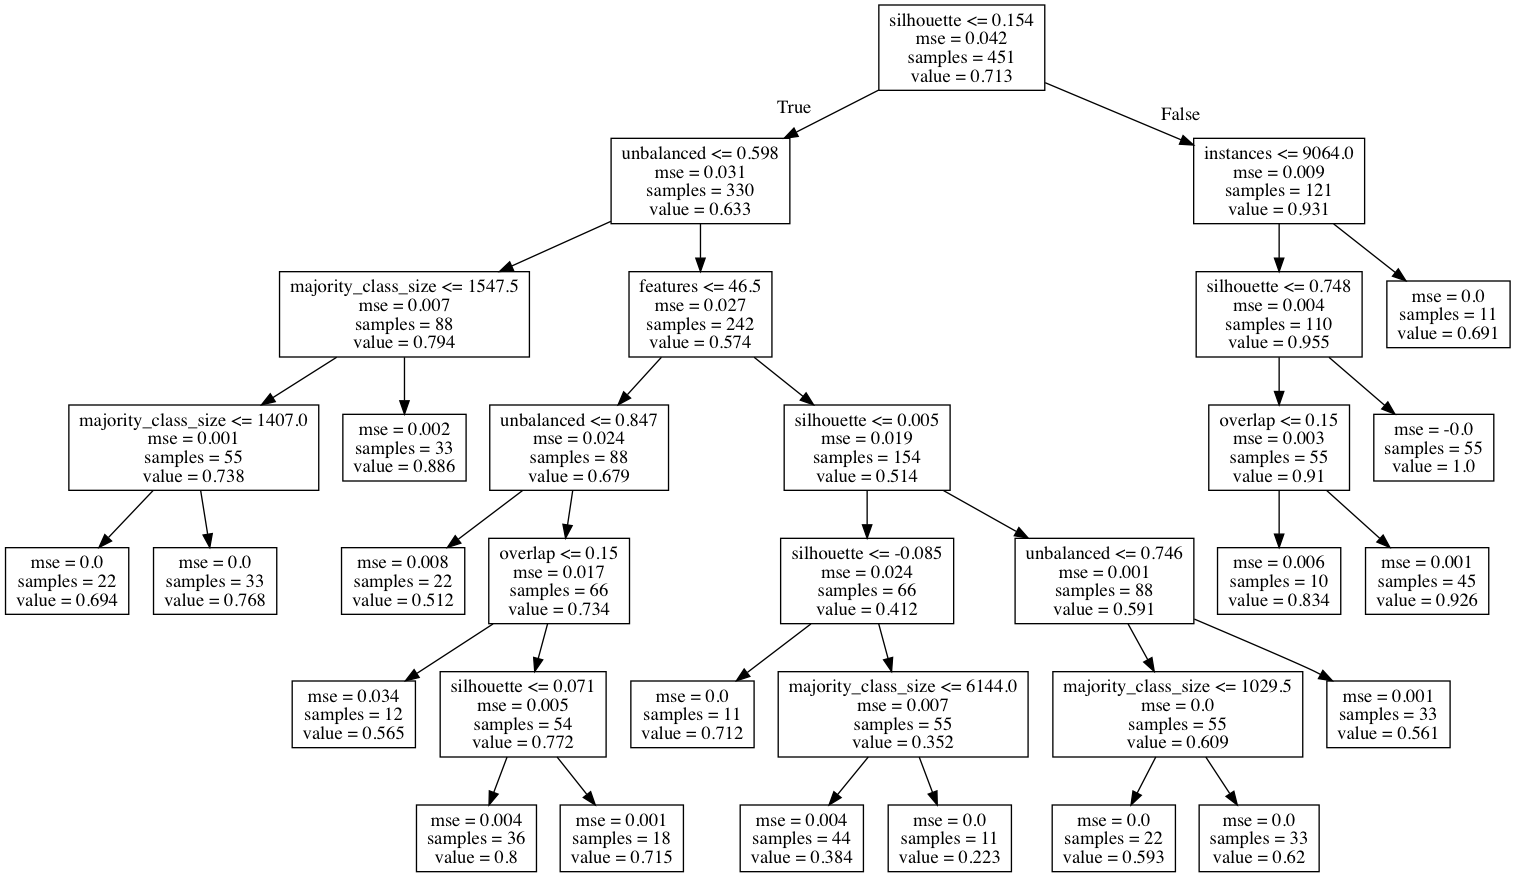 silhouette <= 0.154
mse = 0.042
samples = 451
value = 0.713
True
False
unbalanced <= 0.598
mse = 0.031
samples = 330
value = 0.633
instances <= 9064.0
mse = 0.009
samples = 121
value = 0.931
majority_class_size <= 1547.5
mse = 0.007
samples = 88
value = 0.794
features <= 46.5
mse = 0.027
samples = 242
value = 0.574
silhouette <= 0.748
mse = 0.004
samples = 110
value = 0.955
mse = 0.0
samples = 11
value = 0.691
majority_class_size <= 1407.0
mse = 0.001
samples = 55
value = 0.738
mse = 0.002
samples = 33
value = 0.886
unbalanced <= 0.847
mse = 0.024
samples = 88
value = 0.679
silhouette <= 0.005
mse = 0.019
samples = 154
value = 0.514
overlap <= 0.15
mse = 0.003
samples = 55
value = 0.91
mse = -0.0
samples = 55
value = 1.0
mse = 0.0
samples = 22
value = 0.694
mse = 0.0
samples = 33
value = 0.768
mse = 0.008
samples = 22
value = 0.512
overlap <= 0.15
mse = 0.017
samples = 66
value = 0.734
silhouette <= -0.085
mse = 0.024
samples = 66
value = 0.412
unbalanced <= 0.746
mse = 0.001
samples = 88
value = 0.591
mse = 0.006
samples = 10
value = 0.834
mse = 0.001
samples = 45
value = 0.926
mse = 0.034
samples = 12
value = 0.565
silhouette <= 0.071
mse = 0.005
samples = 54
value = 0.772
mse = 0.0
samples = 11
value = 0.712
majority_class_size <= 6144.0
mse = 0.007
samples = 55
value = 0.352
majority_class_size <= 1029.5
mse = 0.0
samples = 55
value = 0.609
mse = 0.001
samples = 33
value = 0.561
mse = 0.004
samples = 36
value = 0.8
mse = 0.001
samples = 18
value = 0.715
mse = 0.004
samples = 44
value = 0.384
mse = 0.0
samples = 11
value = 0.223
mse = 0.0
samples = 22
value = 0.593
mse = 0.0
samples = 33
value = 0.62